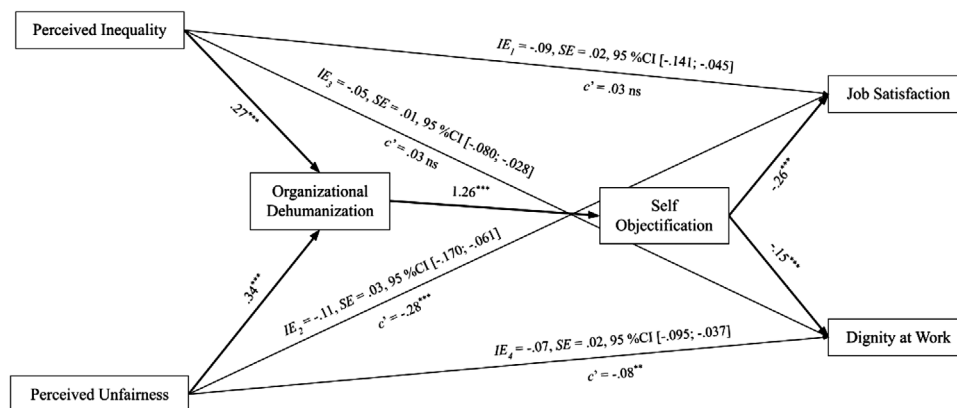 Perceived Inequality
IE1 = -.09, SE = .02, 95 %CI [-.141; -.045]
c' = .03 ns
Job Satisfaction
IE3 = -.05, SE = .01, 95 %CI [-.080; -.028]
c' = .03 ns
.27***
Organizational
Dehumanization
1.26***
Self
Objectification
-.26***
-.15***
.34***
IE2 = -.11, SE = .03, 95 %CI [-.170; -.061]
c' = -.28***
IE4 = -.07, SE = .02, 95 %CI [-.095; -.037]
c' = -.08**
Dignity at Work
Perceived Unfairness